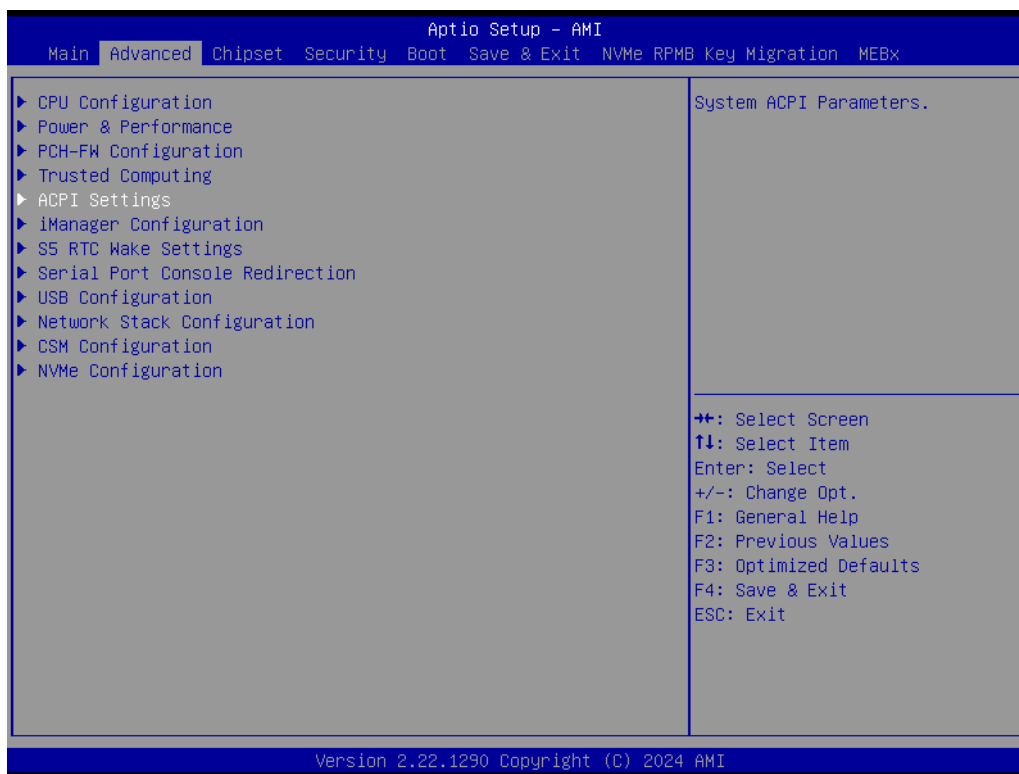 Aptio Setup – AMI
Main Advanced Chipset Security Boot Save & Exit NVMe RPMB Key Migration MEBx
▶ CPU Configuration
▶ Power & Performance
▶ PCH-FW Configuration
▶ Trusted Computing
▶ ACPI Settings
▶ iManager Configuration
▶ S5 RTC Wake Settings
▶ Serial Port Console Redirection
▶ USB Configuration
▶ Network Stack Configuration
▶ CSM Configuration
▶ NVMe Configuration
System ACPI Parameters.
→←: Select Screen
↑↓: Select Item
Enter: Select
+/-: Change Opt.
F1: General Help
F2: Previous Values
F3: Optimized Defaults
F4: Save & Exit
ESC: Exit
Version 2.22.1290 Copyright (C) 2024 AMI